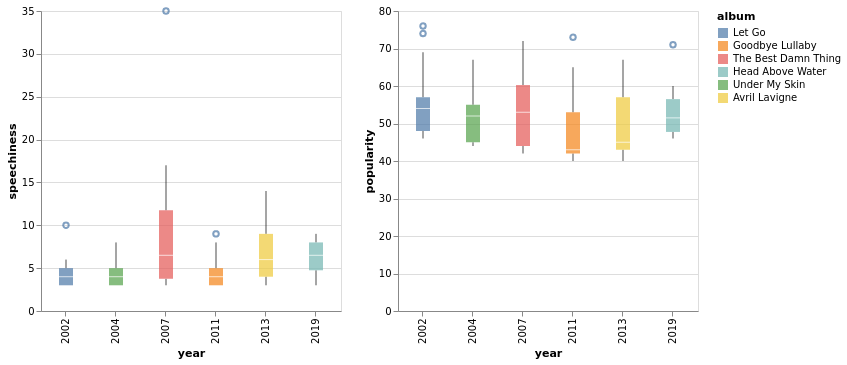 35
30
25
20
15
10
5
0
speechiness
2002
2004
2007
2011
2013
2019
year
80
70
60
50
40
30
20
10
0
popularity
2002
2004
2007
2011
2013
2019
year
album
Let Go
Goodbye Lullaby
The Best Damn Thing
Head Above Water
Under My Skin
Avril Lavigne